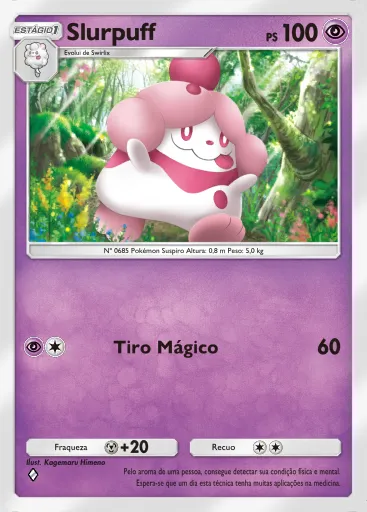 ESTÁGIO 1
Slurpuff
PS 100
Evolui de Swirlix
Nº 0685 Pokémon Suspiro Altura: 0,8 m Peso: 5,0 kg
Tiro Mágico 60
Fraqueza +20 Recuo
Ilust. Kagemaru Himeno
Pelo aroma de uma pessoa, consegue detectar sua condição física e mental.
Espera-se que um dia esta técnica tenha muitas aplicações na medicina.